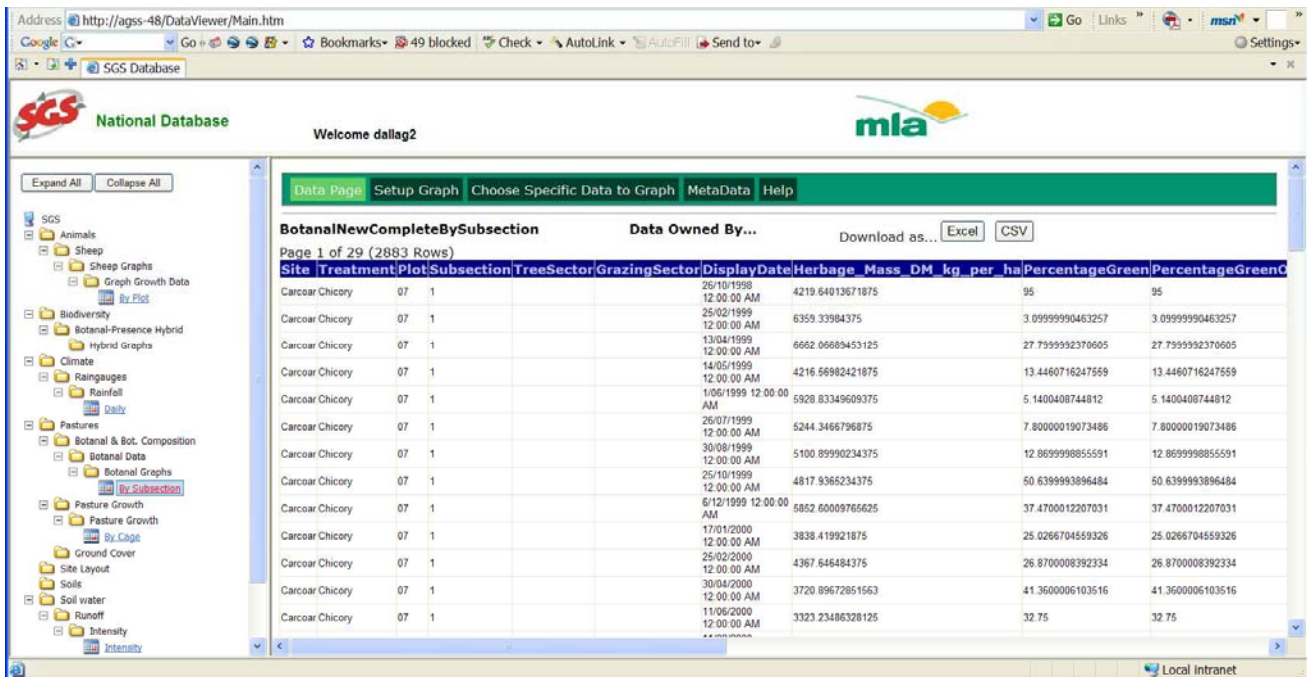 Address http://agss-48/DataViewer/Main.htm Go Links » msn »
Google G Go Bookmarks 49 blocked Check AutoLink AutoFill Send to Settings
SGS Database
SGS National Database
Welcome dallag2
mla
Expand All Collapse All
SGS
Animals
Sheep
Sheep Graphs
Graph Growth Data
By Plot
Biodiversity
Botanal-Presence Hybrid
Hybrid Graphs
Climate
Raingauges
Rainfall
Daily
Pastures
Botanal & Bot. Composition
Botanal Data
Botanal Graphs
By Subsection
Pasture Growth
Pasture Growth
By Cage
Ground Cover
Site Layout
Soils
Soil water
Runoff
Intensity
Intensity
Data Page Setup Graph Choose Specific Data to Graph MetaData Help
BotanalNewCompleteBySubsection Data Owned By... Download as... Excel CSV
Page 1 of 29 (2883 Rows)
Site Treatment Plot Subsection TreeSector GrazingSector DisplayDate Herbage_Mass_DM_kg_per_ha PercentageGreen PercentageGreenO
Carcoar Chicory 07 1 26/10/1998 12:00:00 AM 4219.64013671875 95 95
Carcoar Chicory 07 1 25/02/1999 12:00:00 AM 6359.33984375 3.09999990463257 3.09999990463257
Carcoar Chicory 07 1 13/04/1999 12:00:00 AM 6662.06689453125 27.7999992370605 27.7999992370605
Carcoar Chicory 07 1 14/05/1999 12:00:00 AM 4216.56982421875 13.4460716247559 13.4460716247559
Carcoar Chicory 07 1 1/06/1999 12:00:00 AM 5928.83349609375 5.1400408744812 5.1400408744812
Carcoar Chicory 07 1 26/07/1999 12:00:00 AM 5244.3466796875 7.80000019073486 7.80000019073486
Carcoar Chicory 07 1 30/08/1999 12:00:00 AM 5100.89990234375 12.8699998855591 12.8699998855591
Carcoar Chicory 07 1 25/10/1999 12:00:00 AM 4817.9365234375 50.6399993896484 50.6399993896484
Carcoar Chicory 07 1 6/12/1999 12:00:00 AM 5852.60009765625 37.4700012207031 37.4700012207031
Carcoar Chicory 07 1 17/01/2000 12:00:00 AM 3838.419921875 25.0266704559326 25.0266704559326
Carcoar Chicory 07 1 25/02/2000 12:00:00 AM 4367.646484375 26.8700008392334 26.8700008392334
Carcoar Chicory 07 1 30/04/2000 12:00:00 AM 3720.89672851563 41.3600006103516 41.3600006103516
Carcoar Chicory 07 1 11/06/2000 12:00:00 AM 3323.23486328125 32.75 32.75
Local intranet